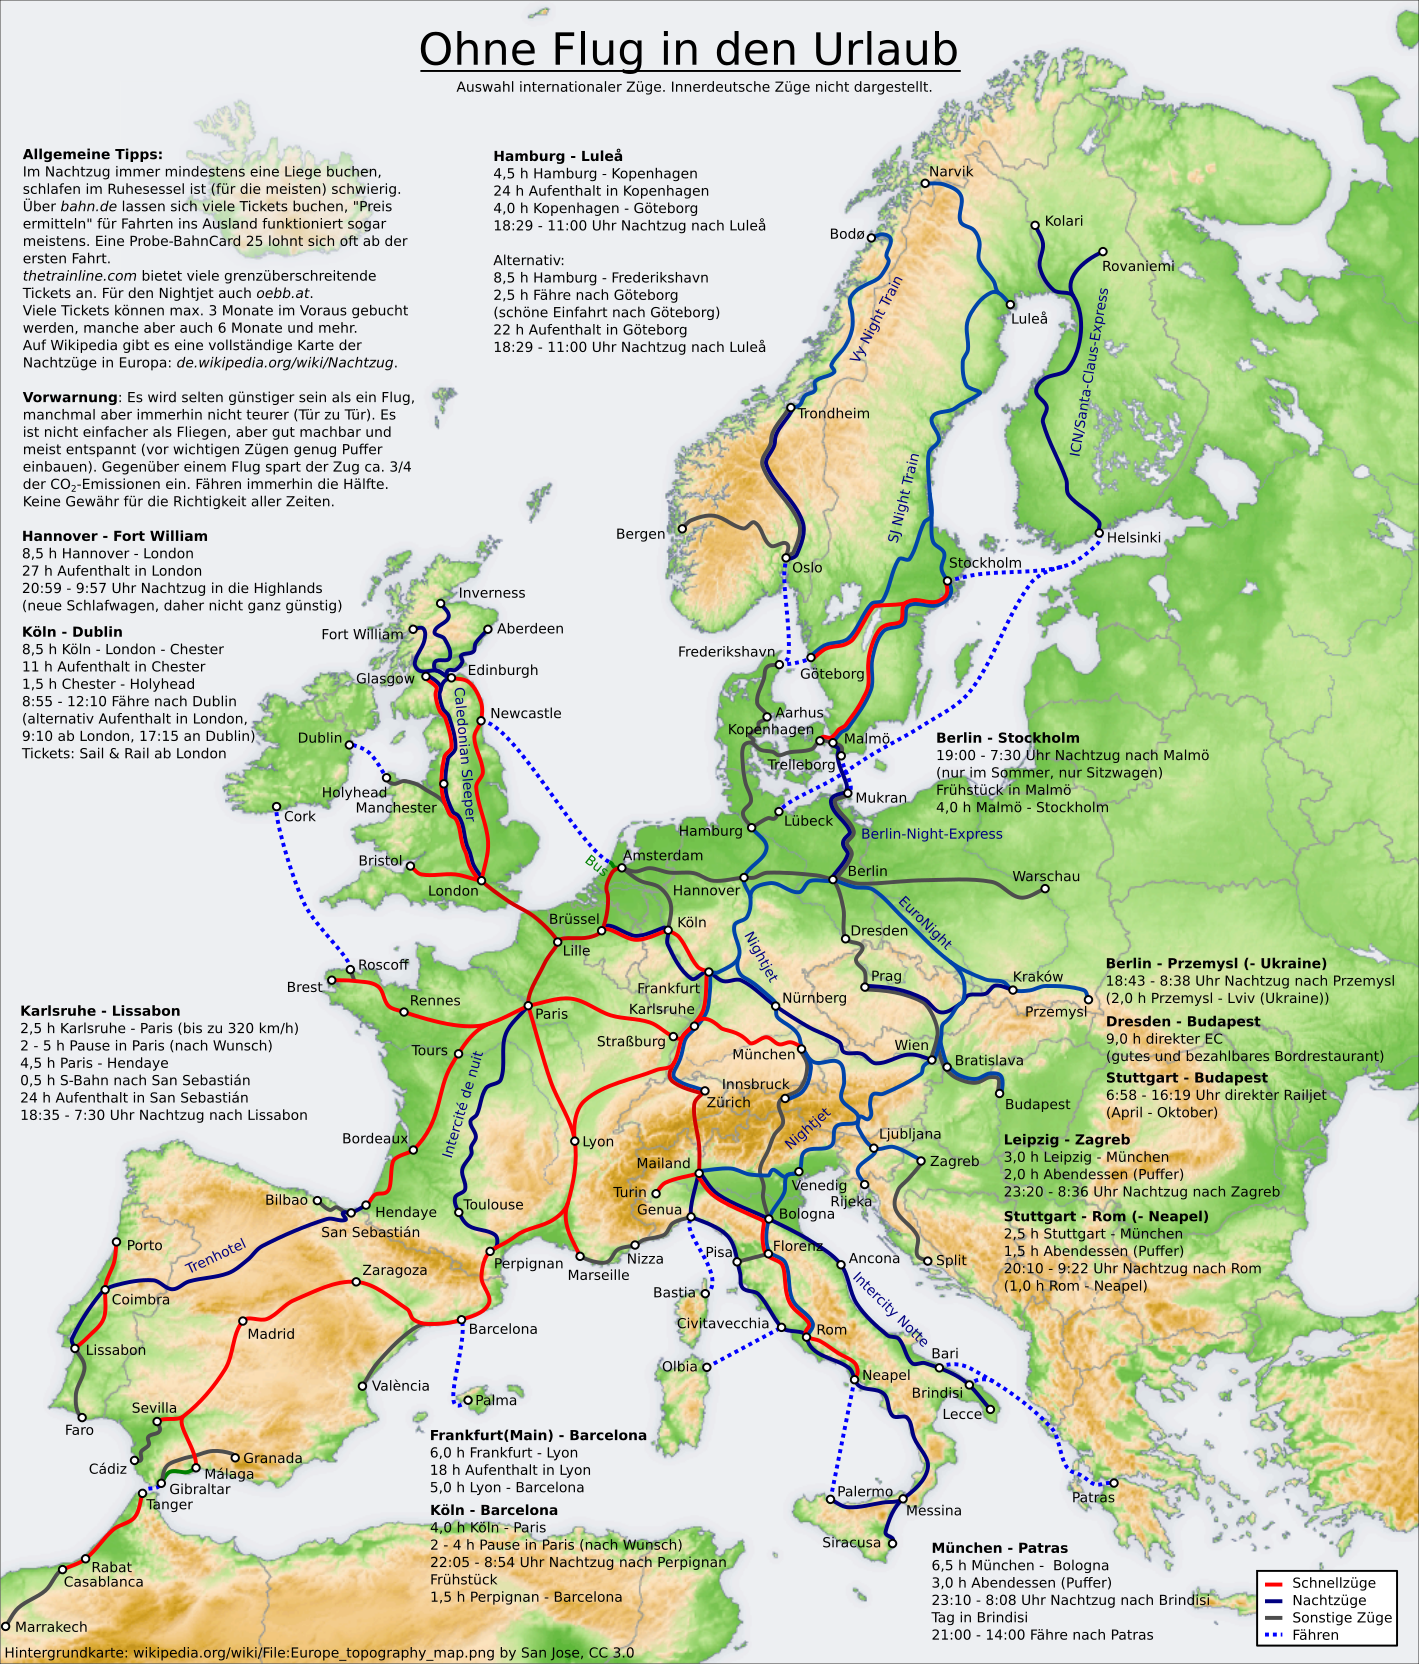 Ohne Flug in den Urlaub
Auswahl internationaler Züge. Innerdeutsche Züge nicht dargestellt.
Allgemeine Tipps:
Im Nachtzug immer mindestens eine Liege buchen,
schlafen im Ruhesessel ist (für die meisten) schwierig.
Über bahn.de lassen sich viele Tickets buchen, "Preis
ermitteln" für Fahrten ins Ausland funktioniert sogar
meistens. Eine Probe-BahnCard 25 lohnt sich oft ab der
ersten Fahrt.
thetrainline.com bietet viele grenzüberschreitende
Tickets an. Für den Nightjet auch oebb.at.
Viele Tickets können max. 3 Monate im Voraus gebucht
werden, manche aber auch 6 Monate und mehr.
Auf Wikipedia gibt es eine vollständige Karte der
Nachtzüge in Europa: de.wikipedia.org/wiki/Nachtzug.
Vorwarnung: Es wird selten günstiger sein als ein Flug,
manchmal aber immerhin nicht teurer (Tür zu Tür). Es
ist nicht einfacher als Fliegen, aber gut machbar und
meist entspannt (vor wichtigen Zügen genug Puffer
einbauen). Gegenüber einem Flug spart der Zug ca. 3/4
der CO2-Emissionen ein. Fähren immerhin die Hälfte.
Keine Gewähr für die Richtigkeit aller Zeiten.
Hannover - Fort William
8,5 h Hannover - London
27 h Aufenthalt in London
20:59 - 9:57 Uhr Nachtzug in die Highlands
(neue Schlafwagen, daher nicht ganz günstig)
Köln - Dublin
8,5 h Köln - London - Chester
11 h Aufenthalt in Chester
1,5 h Chester - Holyhead
8:55 - 12:10 Fähre nach Dublin
(alternativ Aufenthalt in London,
9:10 ab London, 17:15 an Dublin)
Tickets: Sail & Rail ab London
Hamburg - Luleå
4,5 h Hamburg - Kopenhagen
24 h Aufenthalt in Kopenhagen
4,0 h Kopenhagen - Göteborg
18:29 - 11:00 Uhr Nachtzug nach Luleå
Alternativ:
8,5 h Hamburg - Frederikshavn
2,5 h Fähre nach Göteborg
(schöne Einfahrt nach Göteborg)
22 h Aufenthalt in Göteborg
18:29 - 11:00 Uhr Nachtzug nach Luleå
Narvik
Kolari
Bodø
Rovaniemi
Luleå
Vy Night Train
ICN/Santa-Claus-Express
Trondheim
SJ Night Train
Bergen
Oslo
Helsinki
Stockholm
Inverness
Fort William
Aberdeen
Glasgow
Edinburgh
Caledonian Sleeper
Newcastle
Dublin
Holyhead
Manchester
Cork
Bristol
London
Frederikshavn
Göteborg
Aarhus
Kopenhagen
Malmö
Trelleborg
Mukran
Lübeck
Hamburg
Berlin-Night-Express
Berlin - Stockholm
19:00 - 7:30 Uhr Nachtzug nach Malmö
(nur im Sommer, nur Sitzwagen)
Frühstück in Malmö
4,0 h Malmö - Stockholm
Bus
Amsterdam
Hannover
Berlin
Warschau
Brüssel
Köln
Lille
EuroNight
Nightjet
Dresden
Prag
Kraków
Przemysl
Roscoff
Brest
Rennes
Paris
Frankfurt
Karlsruhe
Nürnberg
Straßburg
München
Wien
Bratislava
Budapest
Innsbruck
Zürich
Tours
Intercité de nuit
Lyon
Nightjet
Ljubljana
Zagreb
Bordeaux
Mailand
Turin
Genua
Venedig
Rijeka
Bologna
Bilbao
Hendaye
San Sebastián
Toulouse
Perpignan
Marseille
Nizza
Pisa
Florenz
Ancona
Split
Porto
Trenhotel
Coimbra
Zaragoza
Madrid
Barcelona
Lissabon
València
Palma
Bastia
Civitavecchia
Rom
Olbia
Intercity Notte
Bari
Neapel
Brindisi
Lecce
Faro
Sevilla
Cádiz
Granada
Málaga
Gibraltar
Tanger
Rabat
Casablanca
Marrakech
Palermo
Messina
Siracusa
Patras
Berlin - Przemysl (- Ukraine)
18:43 - 8:38 Uhr Nachtzug nach Przemysl
(2,0 h Przemysl - Lviv (Ukraine))
Dresden - Budapest
9,0 h direkter EC
(gutes und bezahlbares Bordrestaurant)
Stuttgart - Budapest
6:58 - 16:19 Uhr direkter Railjet
(April - Oktober)
Leipzig - Zagreb
3,0 h Leipzig - München
2,0 h Abendessen (Puffer)
23:20 - 8:36 Uhr Nachtzug nach Zagreb
Stuttgart - Rom (- Neapel)
2,5 h Stuttgart - München
1,5 h Abendessen (Puffer)
20:10 - 9:22 Uhr Nachtzug nach Rom
(1,0 h Rom - Neapel)
Karlsruhe - Lissabon
2,5 h Karlsruhe - Paris (bis zu 320 km/h)
2 - 5 h Pause in Paris (nach Wunsch)
4,5 h Paris - Hendaye
0,5 h S-Bahn nach San Sebastián
24 h Aufenthalt in San Sebastián
18:35 - 7:30 Uhr Nachtzug nach Lissabon
Frankfurt(Main) - Barcelona
6,0 h Frankfurt - Lyon
18 h Aufenthalt in Lyon
5,0 h Lyon - Barcelona
Köln - Barcelona
4,0 h Köln - Paris
2 - 4 h Pause in Paris (nach Wunsch)
22:05 - 8:54 Uhr Nachtzug nach Perpignan
Frühstück
1,5 h Perpignan - Barcelona
München - Patras
6,5 h München -  Bologna
3,0 h Abendessen (Puffer)
23:10 - 8:08 Uhr Nachtzug nach Brindisi
Tag in Brindisi
21:00 - 14:00 Fähre nach Patras
Schnellzüge
Nachtzüge
Sonstige Züge
Fähren
Hintergrundkarte: wikipedia.org/wiki/File:Europe_topography_map.png by San Jose, CC 3.0